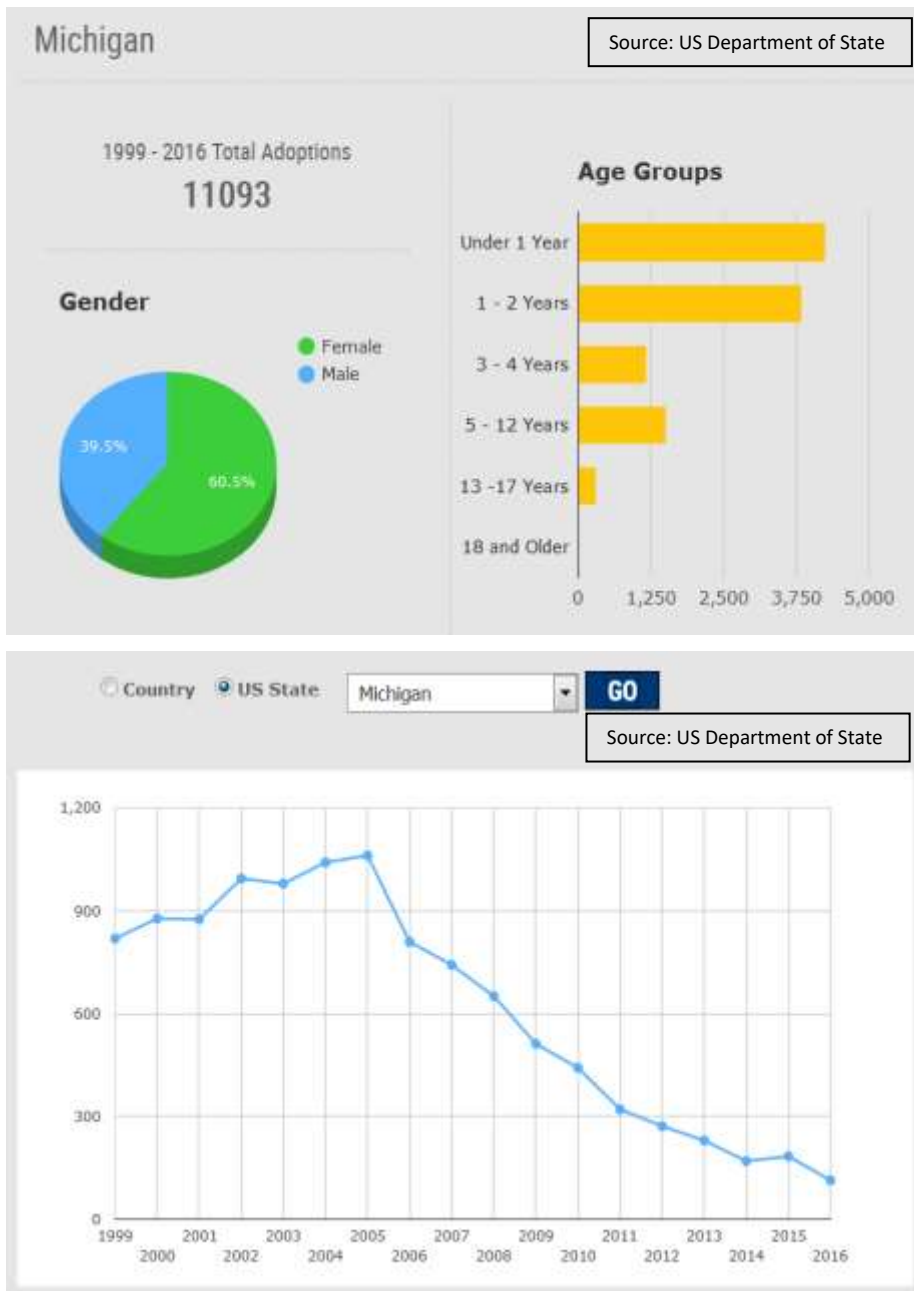 Michigan
Source: US Department of State
1999 - 2016 Total Adoptions
11093
Gender
Female
Male
39.5%
60.5%
Age Groups
Under 1 Year
1 - 2 Years
3 - 4 Years
5 - 12 Years
13 -17 Years
18 and Older
0 1,250 2,500 3,750 5,000
Country US State Michigan GO
Source: US Department of State
1,200
900
600
300
0
1999 2001 2003 2005 2007 2009 2011 2013 2015
2000 2002 2004 2006 2008 2010 2012 2014 2016